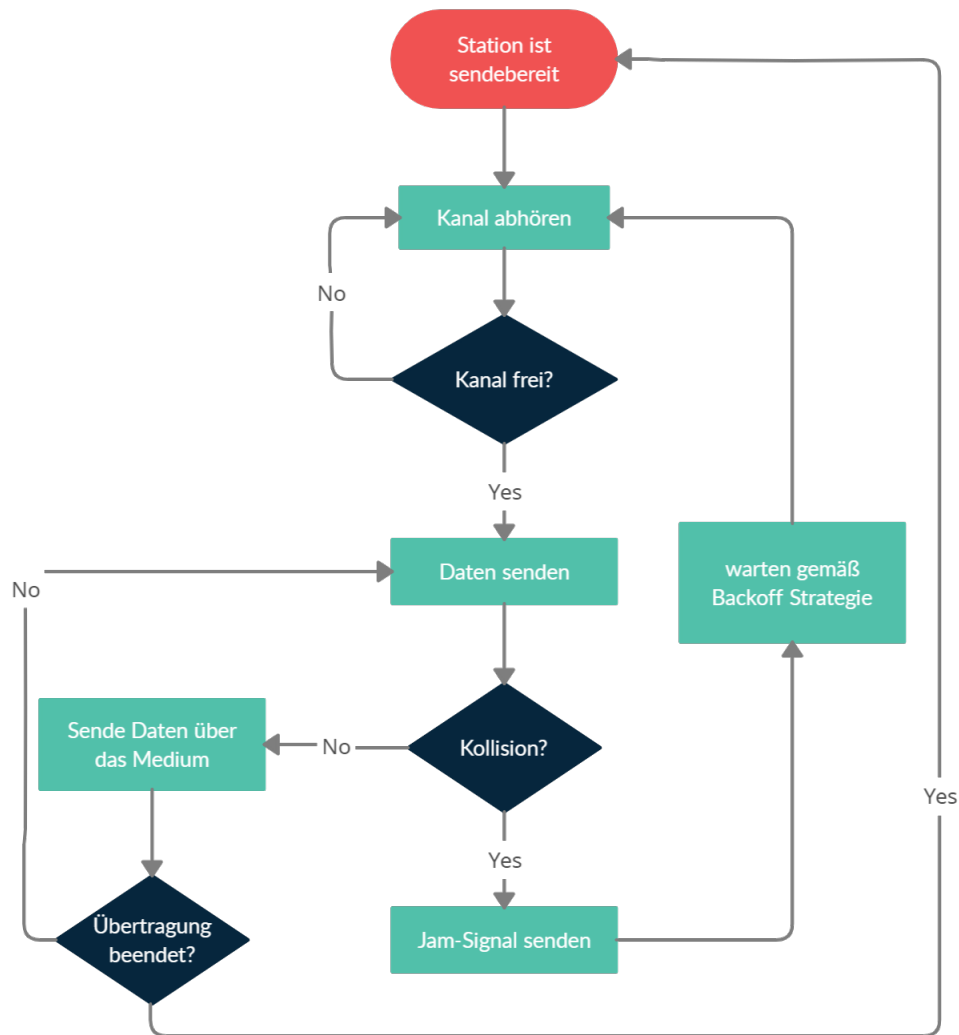 Station ist
sendebereit
Kanal abhören
No
Kanal frei?
Yes
Daten senden
No
warten gemäß
Backoff Strategie
Sende Daten über
das Medium
No
Kollision?
Yes
Yes
Übertragung
beendet?
Jam-Signal senden